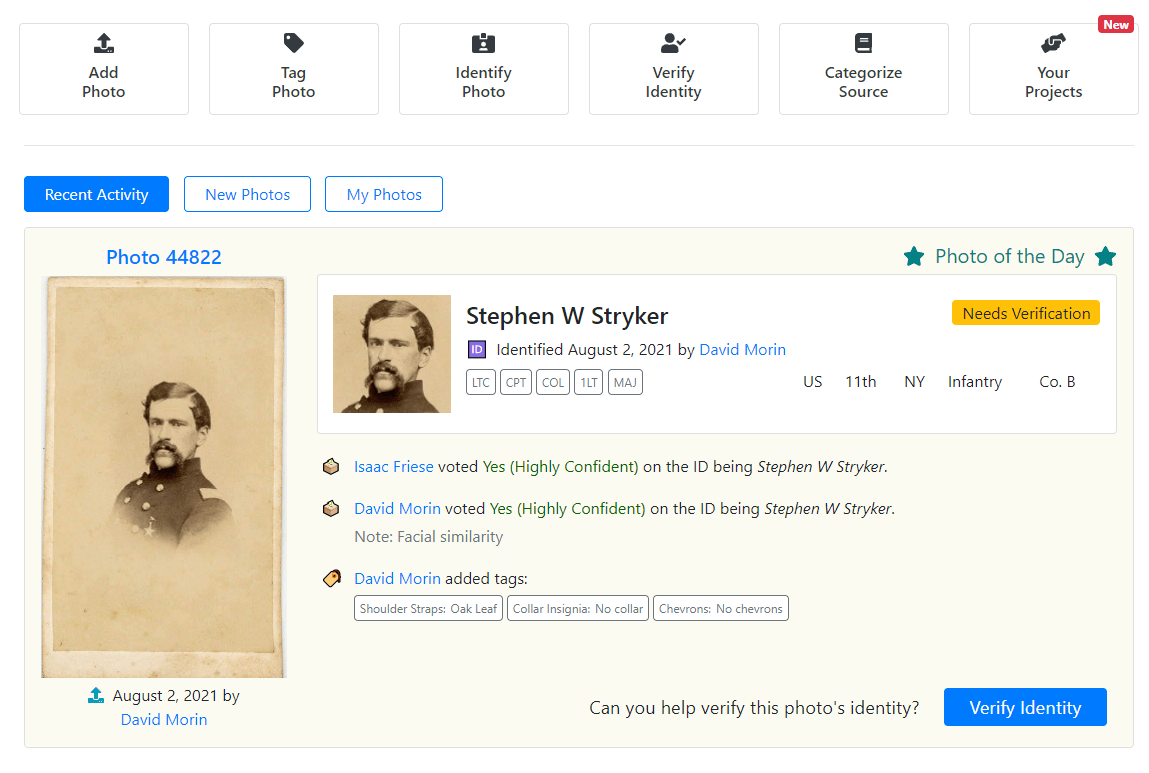 New
Add
Photo
Tag
Photo
Identify
Photo
Verify
Identity
Categorize
Source
Your
Projects
Recent Activity
New Photos
My Photos
Photo 44822
Photo of the Day
Stephen W Stryker
Needs Verification
ID Identified August 2, 2021 by David Morin
LTC CPT COL 1LT MAJ US 11th NY Infantry Co. B
Isaac Friese voted Yes (Highly Confident) on the ID being Stephen W Stryker.
David Morin voted Yes (Highly Confident) on the ID being Stephen W Stryker.
Note: Facial similarity
David Morin added tags:
Shoulder Straps: Oak Leaf Collar Insignia: No collar Chevrons: No chevrons
August 2, 2021 by
David Morin
Can you help verify this photo's identity? Verify Identity